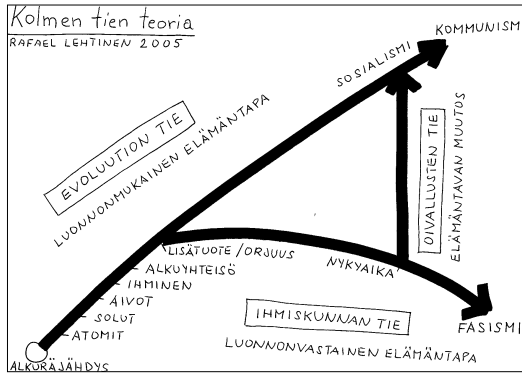 Kolmen tien teoria
RAFAEL LEHTINEN 2005
KOMMUNISMI
SOSIALISMI
EVOLUUTION TIE
LUONNONMUKAINEN ELÄMÄNTAPA
OIVALLUSTEN TIE
ELÄMÄNTAVAN MUUTOS
LISÄTUOTE/ORJUUS
NYKYAIKA
ALKUYHTEISÖ
IHMINEN
AIVOT
SOLUT
ATOMIT
ALKURÄJÄHDYS
IHMISKUNNAN TIE
LUONNONVASTAINEN ELÄMÄNTAPA
FASISMI